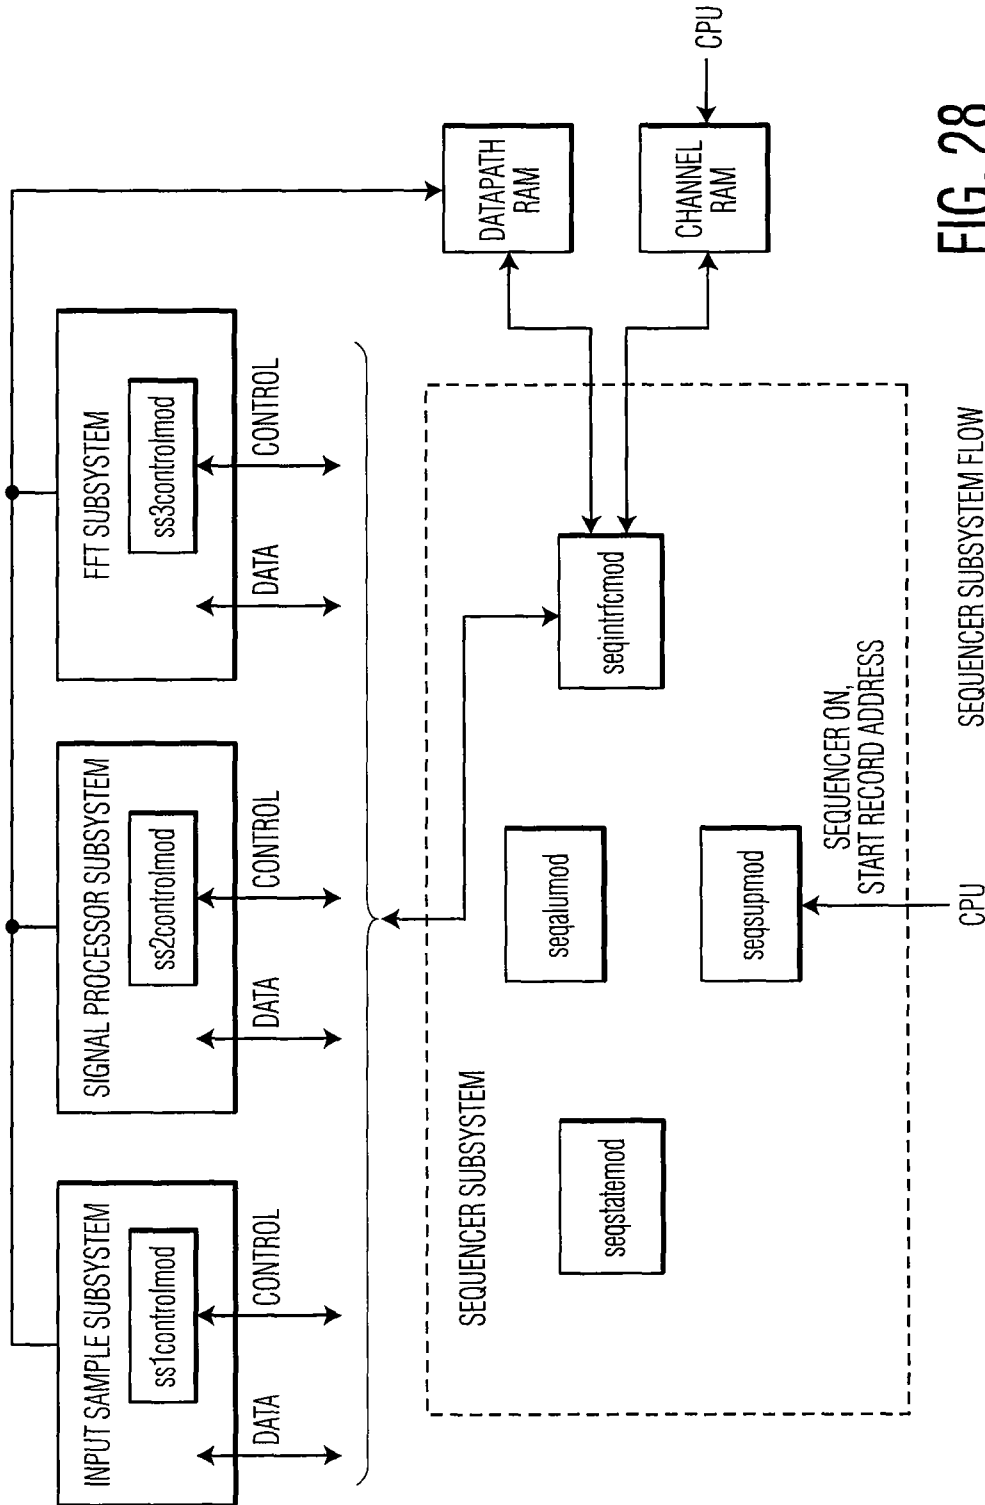 INPUT SAMPLE SUBSYSTEM
ss1controlmod
DATA
CONTROL
SIGNAL PROCESSOR SUBSYSTEM
ss2controlmod
DATA
CONTROL
FFT SUBSYSTEM
ss3controlmod
DATA
CONTROL
DATAPATH
RAM
CHANNEL
RAM
CPU
SEQUENCER SUBSYSTEM
seqstatemod
seqalumod
seqsupmod
seqintrfcmod
SEQUENCER ON,
START RECORD ADDRESS
CPU
SEQUENCER SUBSYSTEM FLOW
FIG. 28